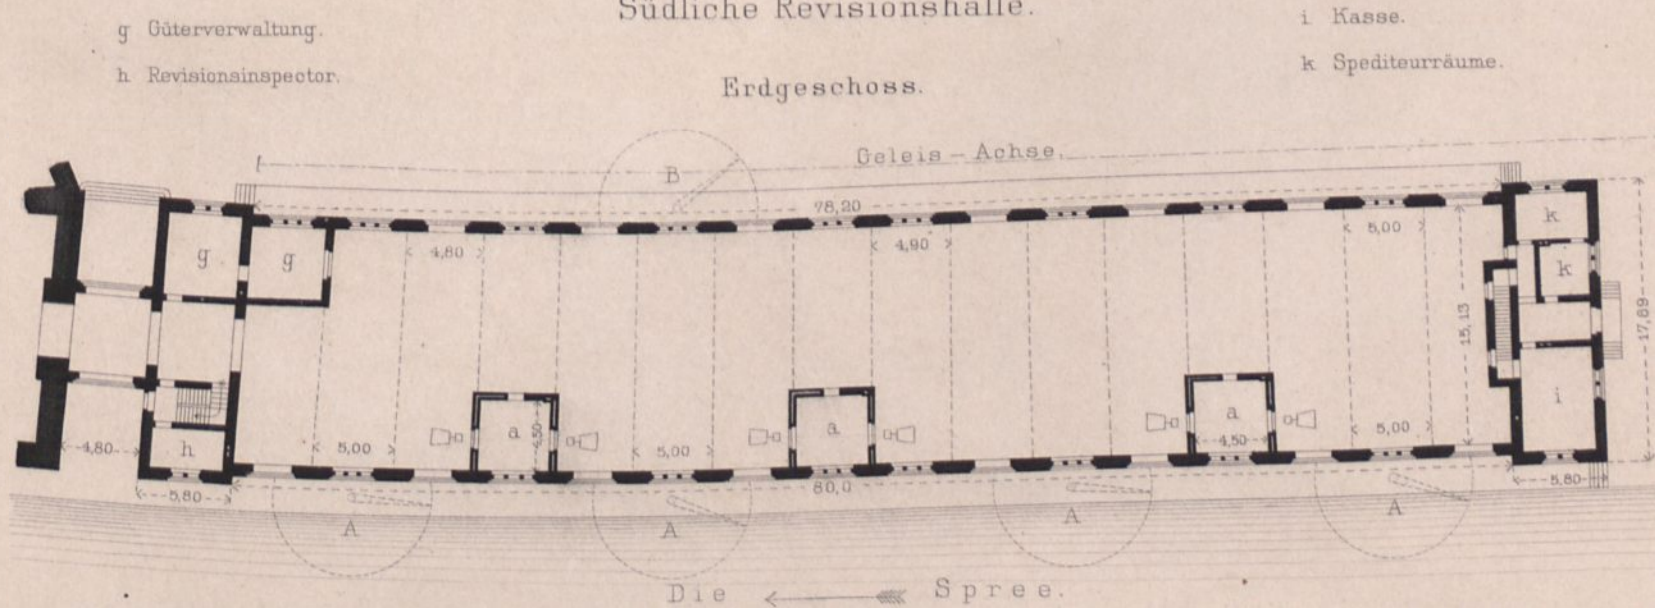 Südliche Revisionshalle.
g Güterverwaltung.
i Kasse.
h Revisionsinspector.
k Spediteurräume.
Erdgeschoss.
Geleis-Achse.
B
78,20
k
g
g
4,80
4,90
5,00
k
15,13
17,89
a
4,50
a
a
4,50
i
4,80
h
5,00
5,00
5,00
5,80
80,0
5,80
A
A
A
A
Die Spree.